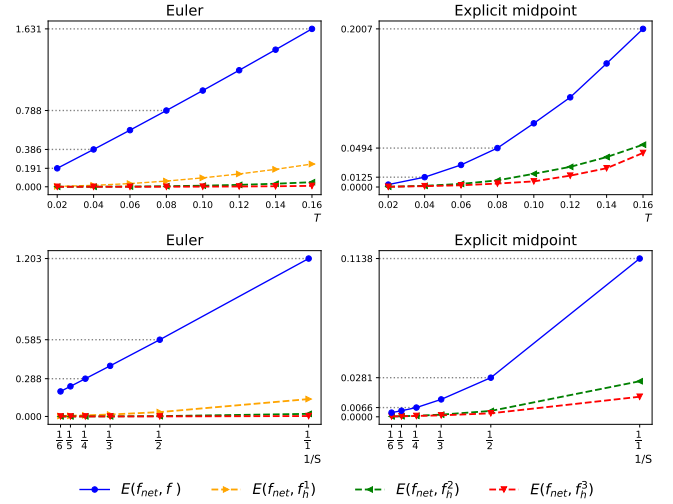 Euler
1.631
0.788
0.386
0.191
0.000
0.02 0.04 0.06 0.08 0.10 0.12 0.14 0.16
T
Explicit midpoint
0.2007
0.0494
0.0125
0.0000
0.02 0.04 0.06 0.08 0.10 0.12 0.14 0.16
T
Euler
1.203
0.585
0.288
0.000
1/6 1/5 1/4 1/3 1/2 1/1
1/S
Explicit midpoint
0.1138
0.0281
0.0066
0.0000
1/6 1/5 1/4 1/3 1/2 1/1
1/S
E(f_net, f ) E(f_net, f_h^1) E(f_net, f_h^2) E(f_net, f_h^3)